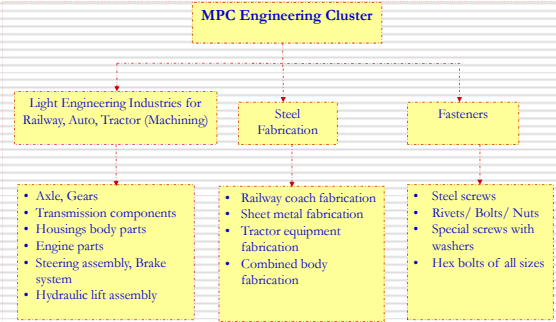 MPC Engineering Cluster
Light Engineering Industries for
Railway, Auto, Tractor (Machining)
Steel
Fabrication
Fasteners
• Axle, Gears
• Transmission components
• Housings body parts
• Engine parts
• Steering assembly, Brake
system
• Hydraulic lift assembly
• Railway coach fabrication
• Sheet metal fabrication
• Tractor equipment
fabrication
• Combined body
fabrication
• Steel screws
• Rivets/ Bolts/ Nuts
• Special screws with
washers
• Hex bolts of all sizes